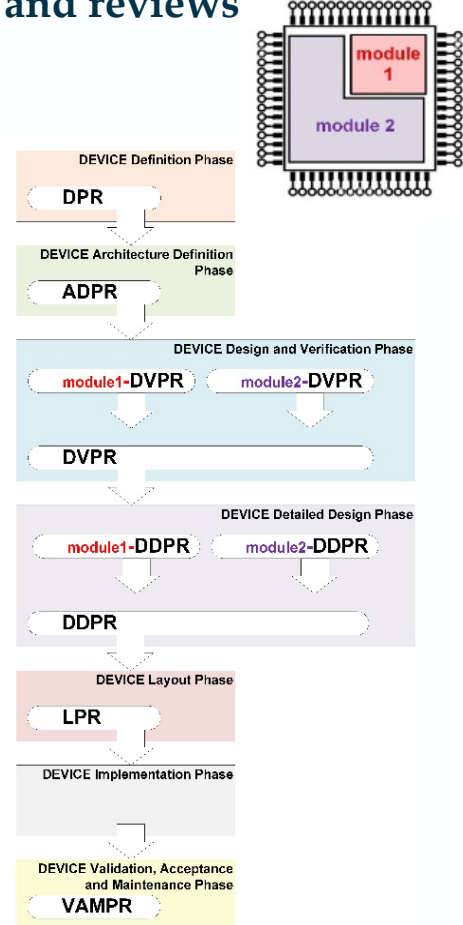 and reviews
module
1
module 2
DEVICE Definition Phase
DPR
DEVICE Architecture Definition
Phase
ADPR
DEVICE Design and Verification Phase
module1-DVPR
module2-DVPR
DVPR
DEVICE Detailed Design Phase
module1-DDPR
module2-DDPR
DDPR
DEVICE Layout Phase
LPR
DEVICE Implementation Phase
DEVICE Validation, Acceptance
and Maintenance Phase
VAMPR